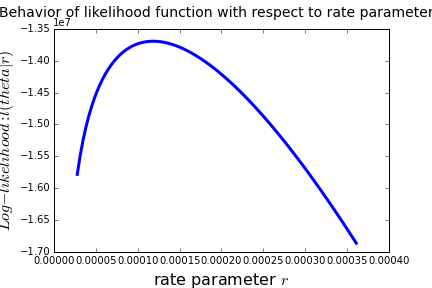 Behavior of likelihood function with respect to rate parameter
1e7
−1.35
−1.40
−1.45
−1.50
−1.55
−1.60
−1.65
−1.70
Log−likelihood:l(theta|r)
0.00000 0.00005 0.00010 0.00015 0.00020 0.00025 0.00030 0.00035 0.00040
rate parameter r